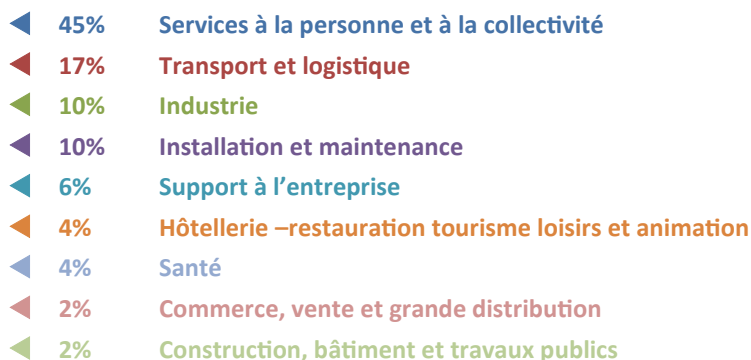 45% Services à la personne et à la collectivité
17% Transport et logistique
10% Industrie
10% Installation et maintenance
6% Support à l’entreprise
4% Hôtellerie –restauration tourisme loisirs et animation
4% Santé
2% Commerce, vente et grande distribution
2% Construction, bâtiment et travaux publics